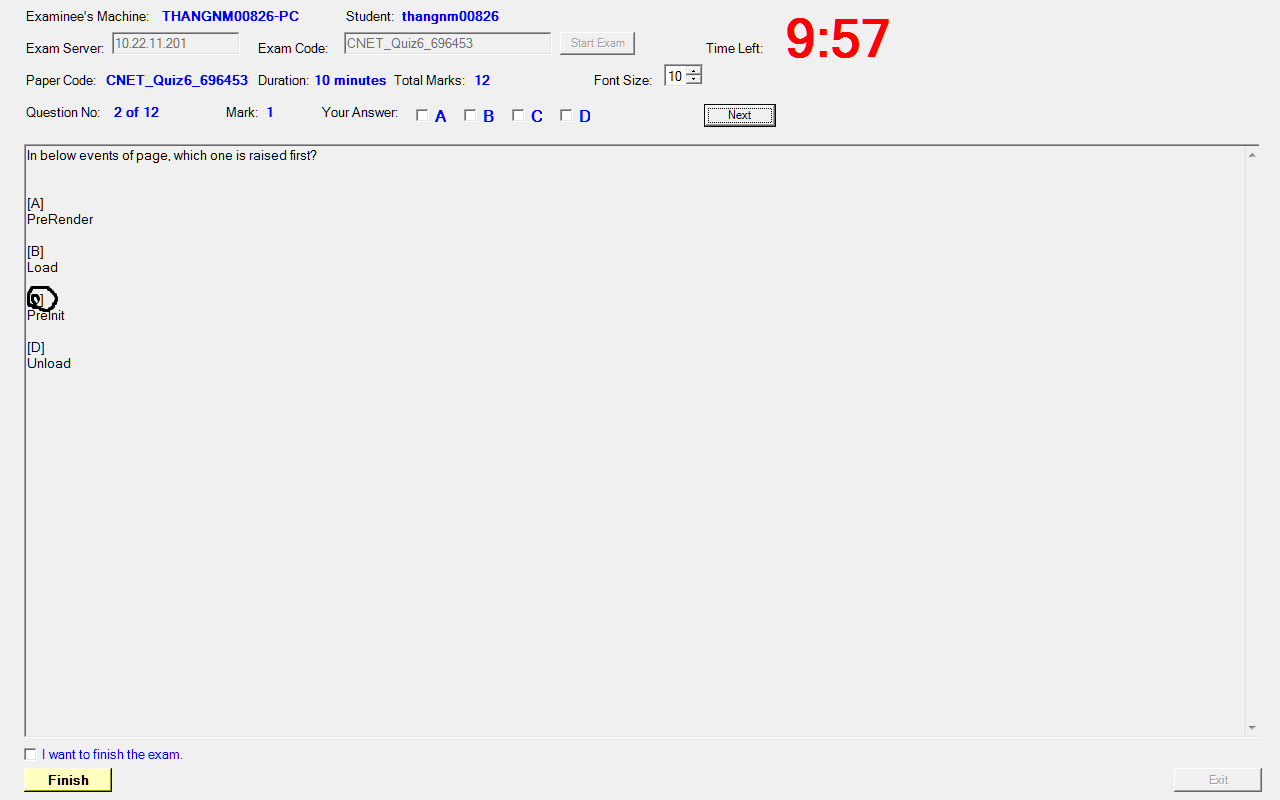 Examinee's Machine: THANGNM00826-PC Student: thangnm00826
Exam Server: 10.22.11.201 Exam Code: CNET_Quiz6_696453 Start Exam Time Left: 9:57
Paper Code: CNET_Quiz6_696453 Duration: 10 minutes Total Marks: 12 Font Size: 10
Question No: 2 of 12 Mark: 1 Your Answer: A B C D Next
In below events of page, which one is raised first?
[A]
PreRender
[B]
Load
PreInit
[D]
Unload
I want to finish the exam.
Finish Exit